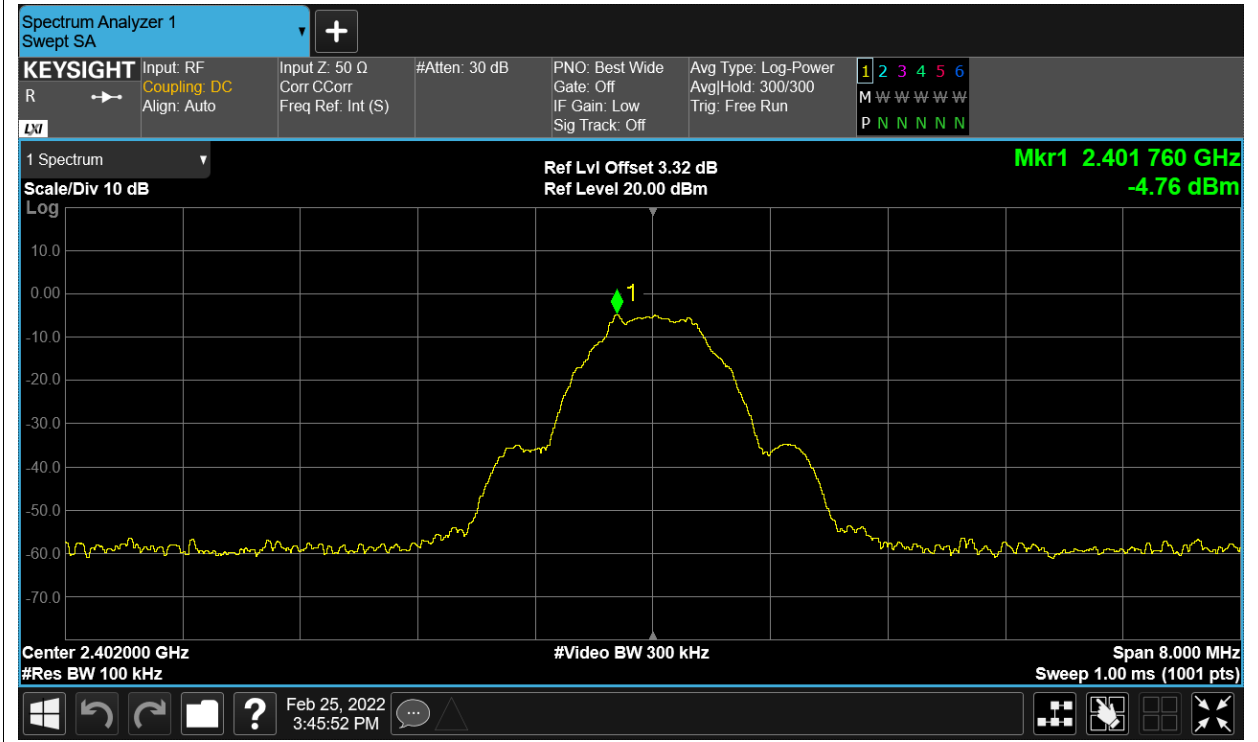 Spectrum Analyzer 1
Swept SA
KEYSIGHT
R
LXI
Input: RF
Coupling: DC
Align: Auto
Input Z: 50 Ω
Corr CCorr
Freq Ref: Int (S)
#Atten: 30 dB
PNO: Best Wide
Gate: Off
IF Gain: Low
Sig Track: Off
Avg Type: Log-Power
Avg|Hold: 300/300
Trig: Free Run
1 2 3 4 5 6
M W W W W W
P N N N N N
1 Spectrum
Scale/Div 10 dB
Log
Ref Lvl Offset 3.32 dB
Ref Level 20.00 dBm
Mkr1 2.401 760 GHz
-4.76 dBm
10.0
0.00
-10.0
-20.0
-30.0
-40.0
-50.0
-60.0
-70.0
1
Center 2.402000 GHz
#Res BW 100 kHz
#Video BW 300 kHz
Span 8.000 MHz
Sweep 1.00 ms (1001 pts)
?
Feb 25, 2022
3:45:52 PM